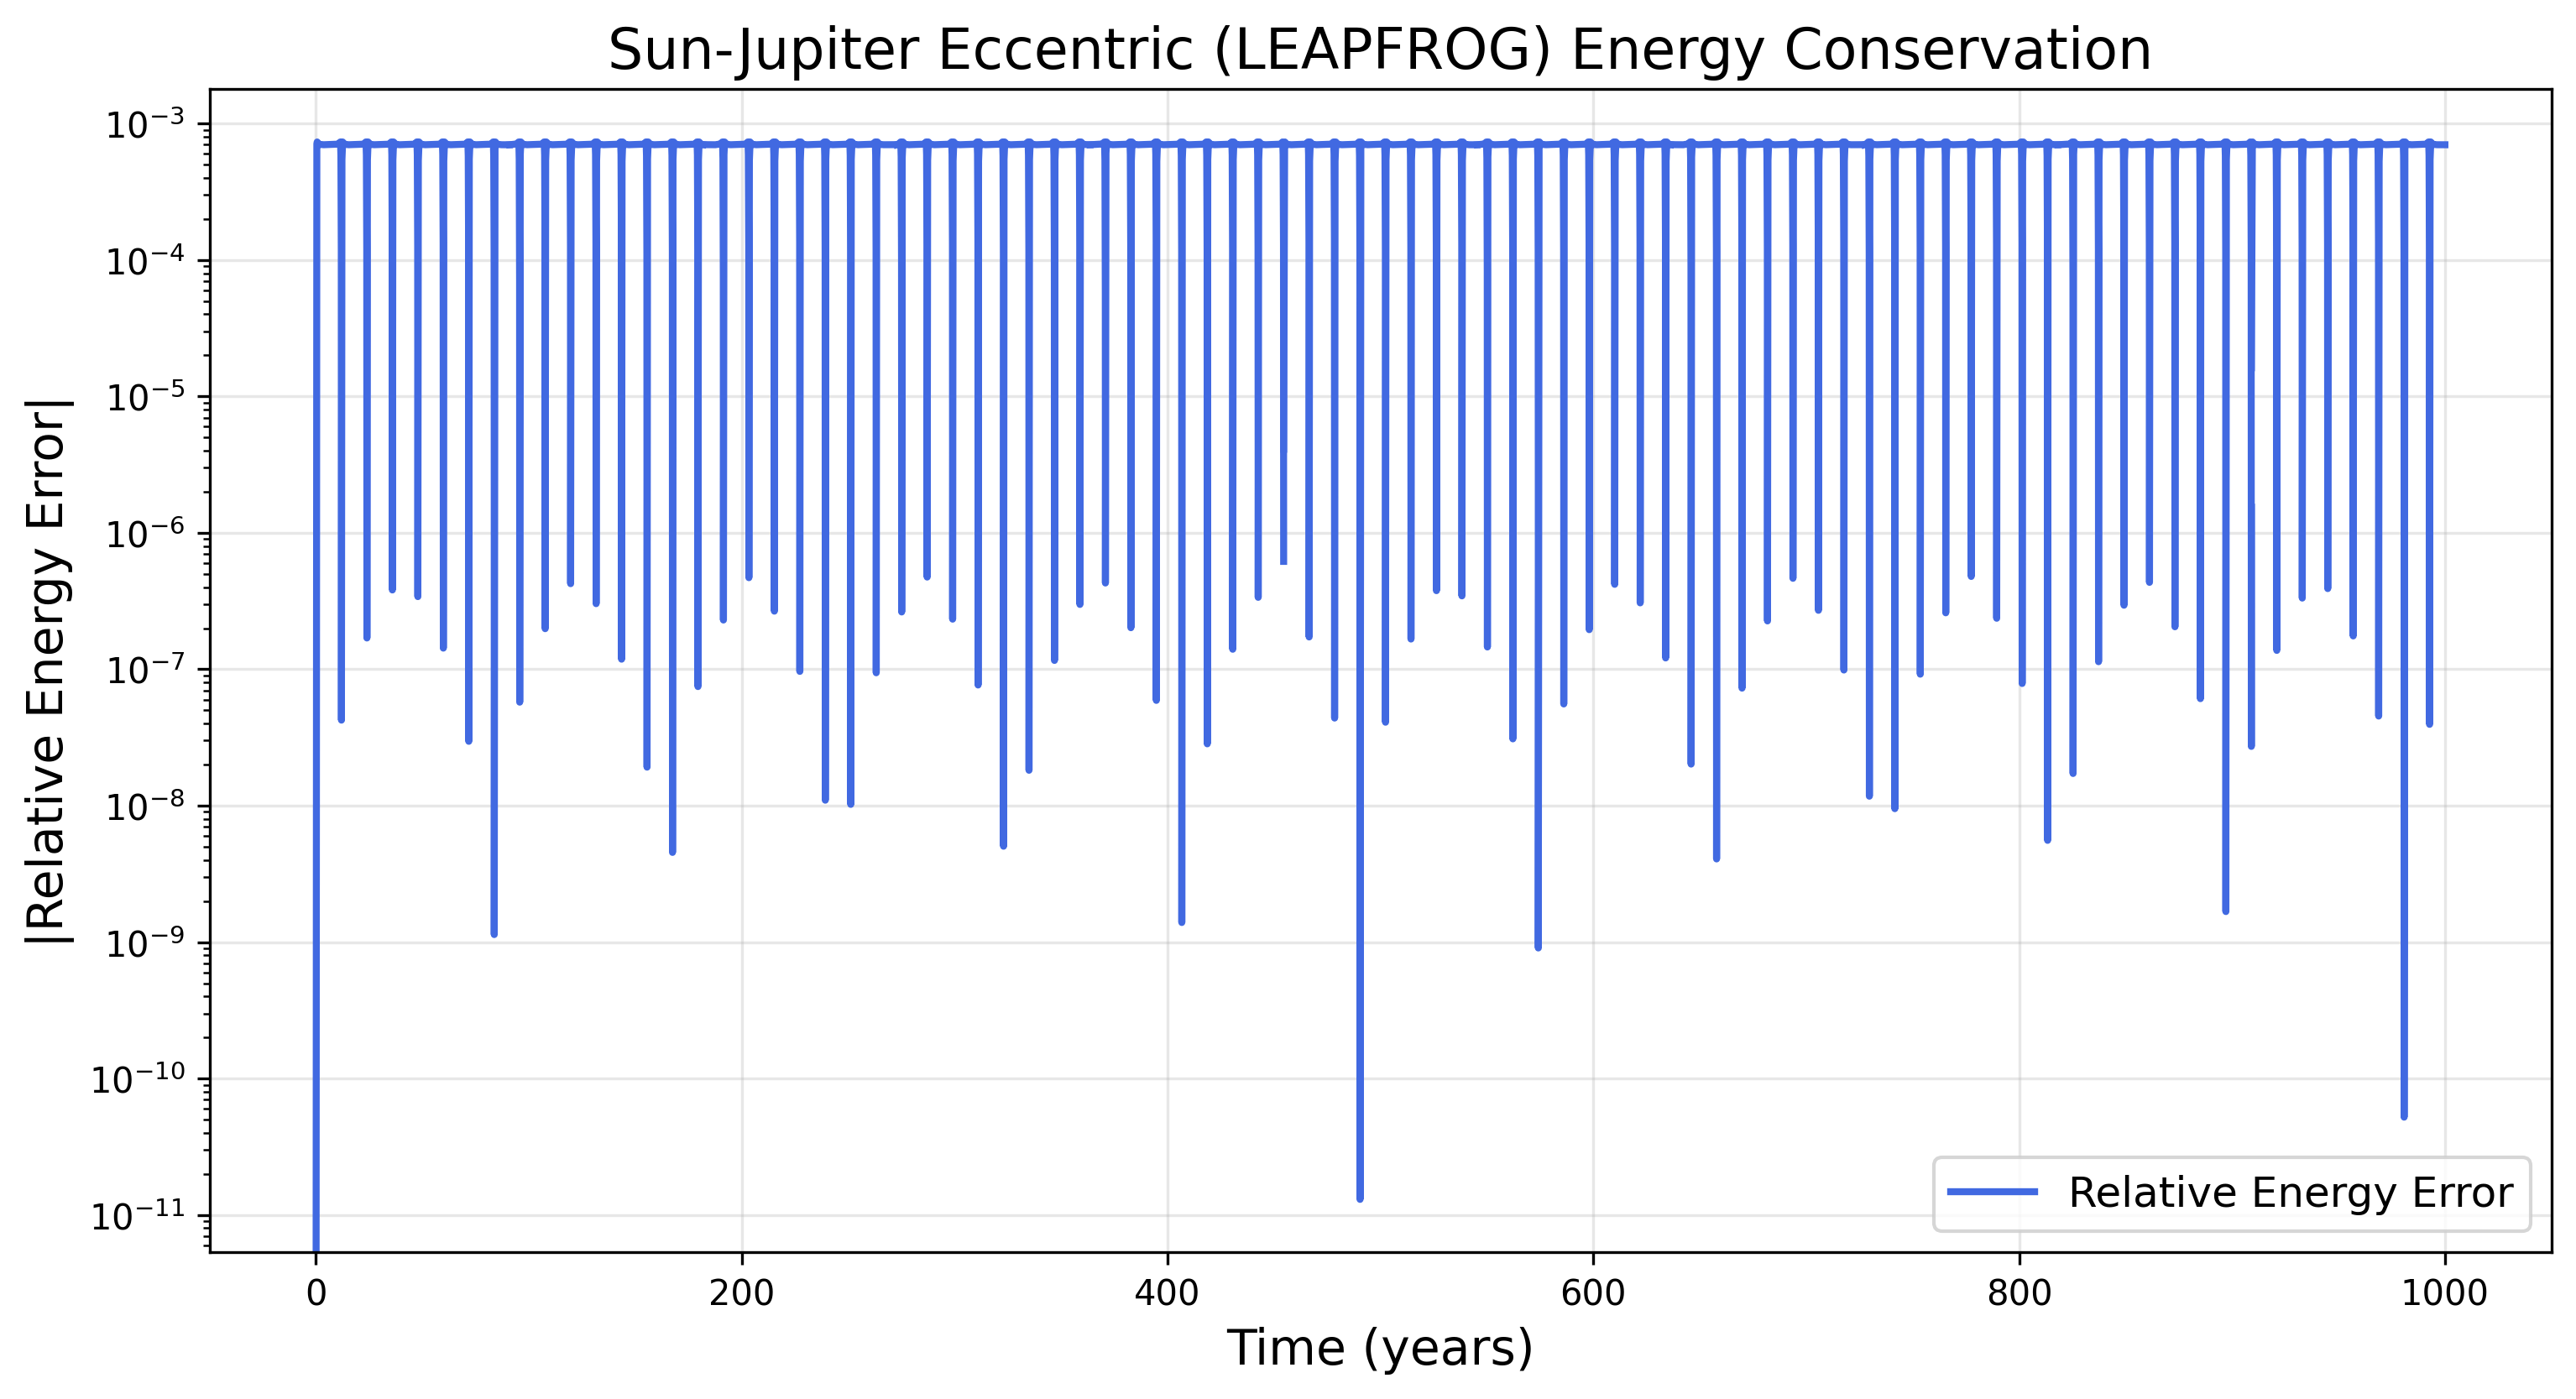 Sun-Jupiter Eccentric (LEAPFROG) Energy Conservation
|Relative Energy Error|
10⁻³
10⁻⁴
10⁻⁵
10⁻⁶
10⁻⁷
10⁻⁸
10⁻⁹
10⁻¹⁰
10⁻¹¹
Relative Energy Error
0 200 400 600 800 1000
Time (years)